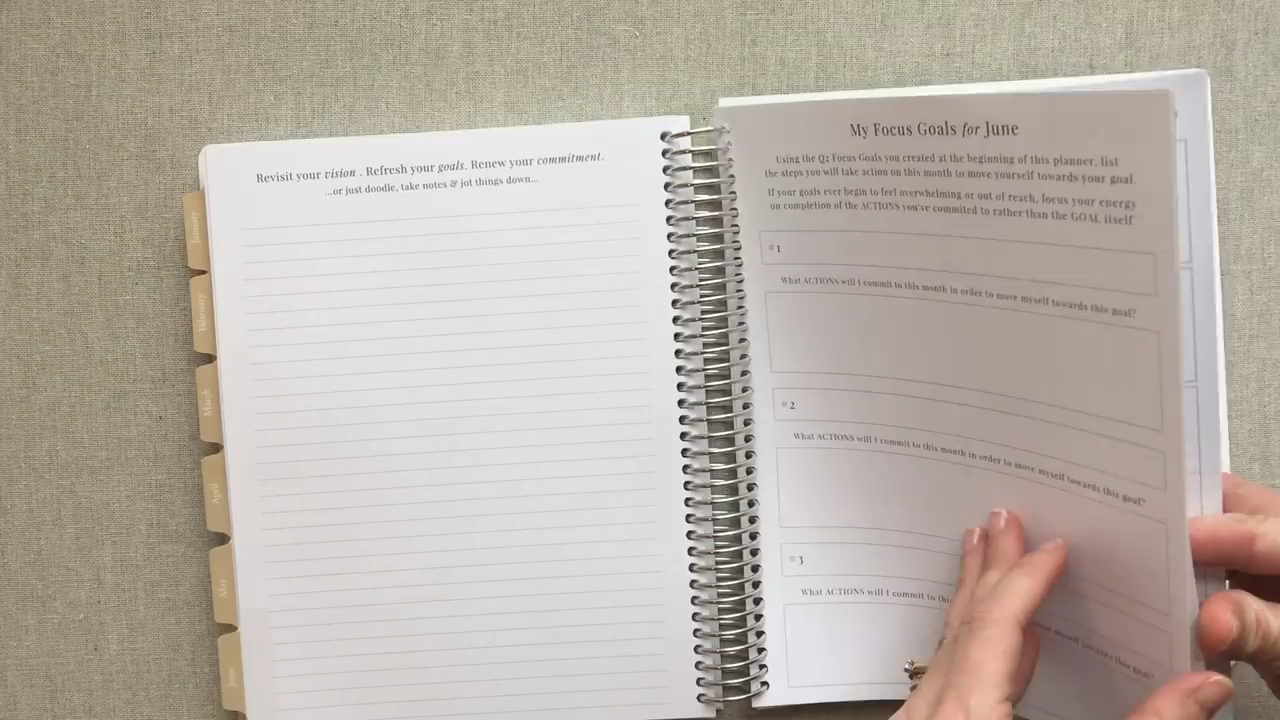 Revisit your vision . Refresh your goals. Renew your commitment.
...or just doodle, take notes & jot things down...
January
February
March
April
May
June
My Focus Goals for June
Using the Q2 Focus Goals you created at the beginning of this planner, list
the steps you will take action on this month to move yourself towards your goal.
If your goals ever begin to feel overwhelming or out of reach, focus your energy
on completion of the ACTIONS you've commited to rather than the GOAL itself
#1
What ACTIONS will I commit to this month in order to move myself towards this goal?
#2
What ACTIONS will I commit to this month in order to move myself towards this goal?
#3
What ACTIONS will I commit to this myself towards this goal?